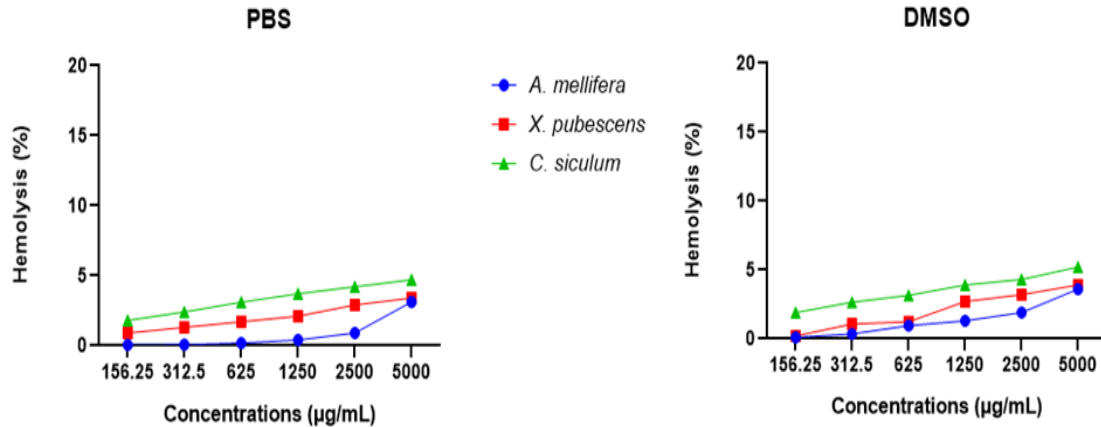 PBS
20
15
10
5
0
Hemolysis (%)
156.25 312.5 625 1250 2500 5000
Concentrations (µg/mL)
A. mellifera
X. pubescens
C. siculum
DMSO
20
15
10
5
0
Hemolysis (%)
156.25 312.5 625 1250 2500 5000
Concentrations (µg/mL)